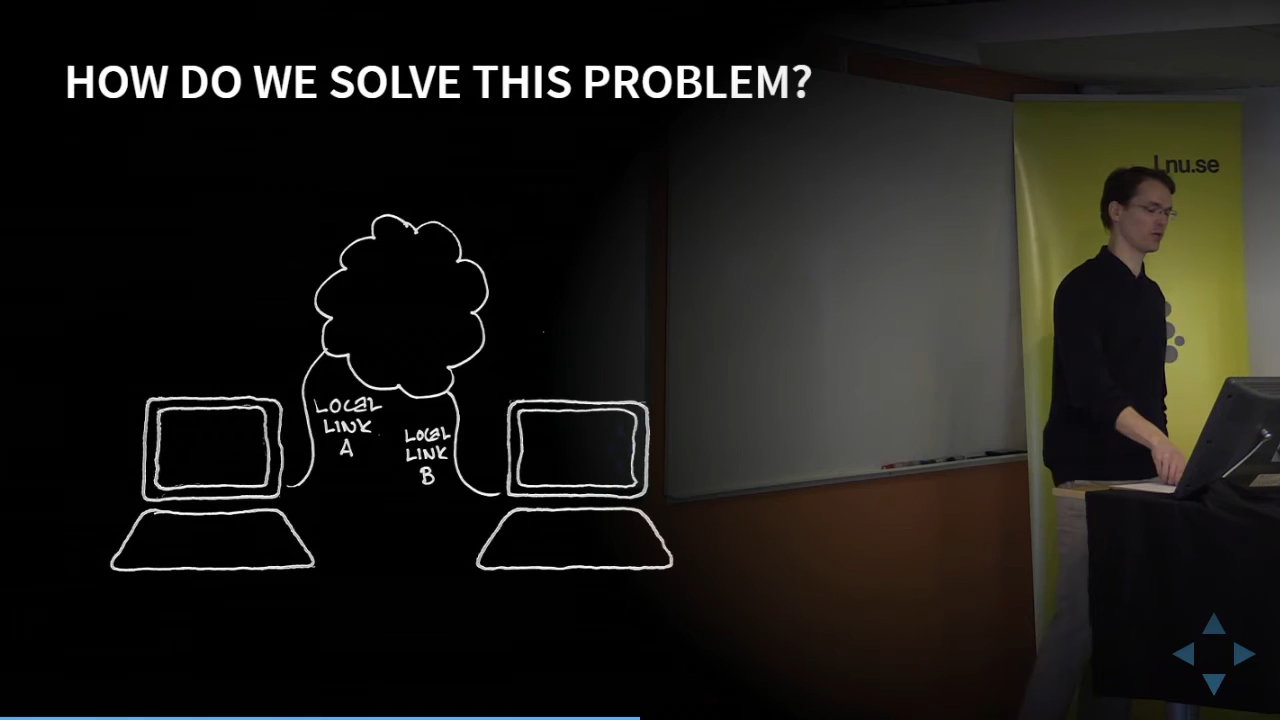 HOW DO WE SOLVE THIS PROBLEM?
Lnu.se
LOCAL
LINK
A
LOCAL
LINK
B